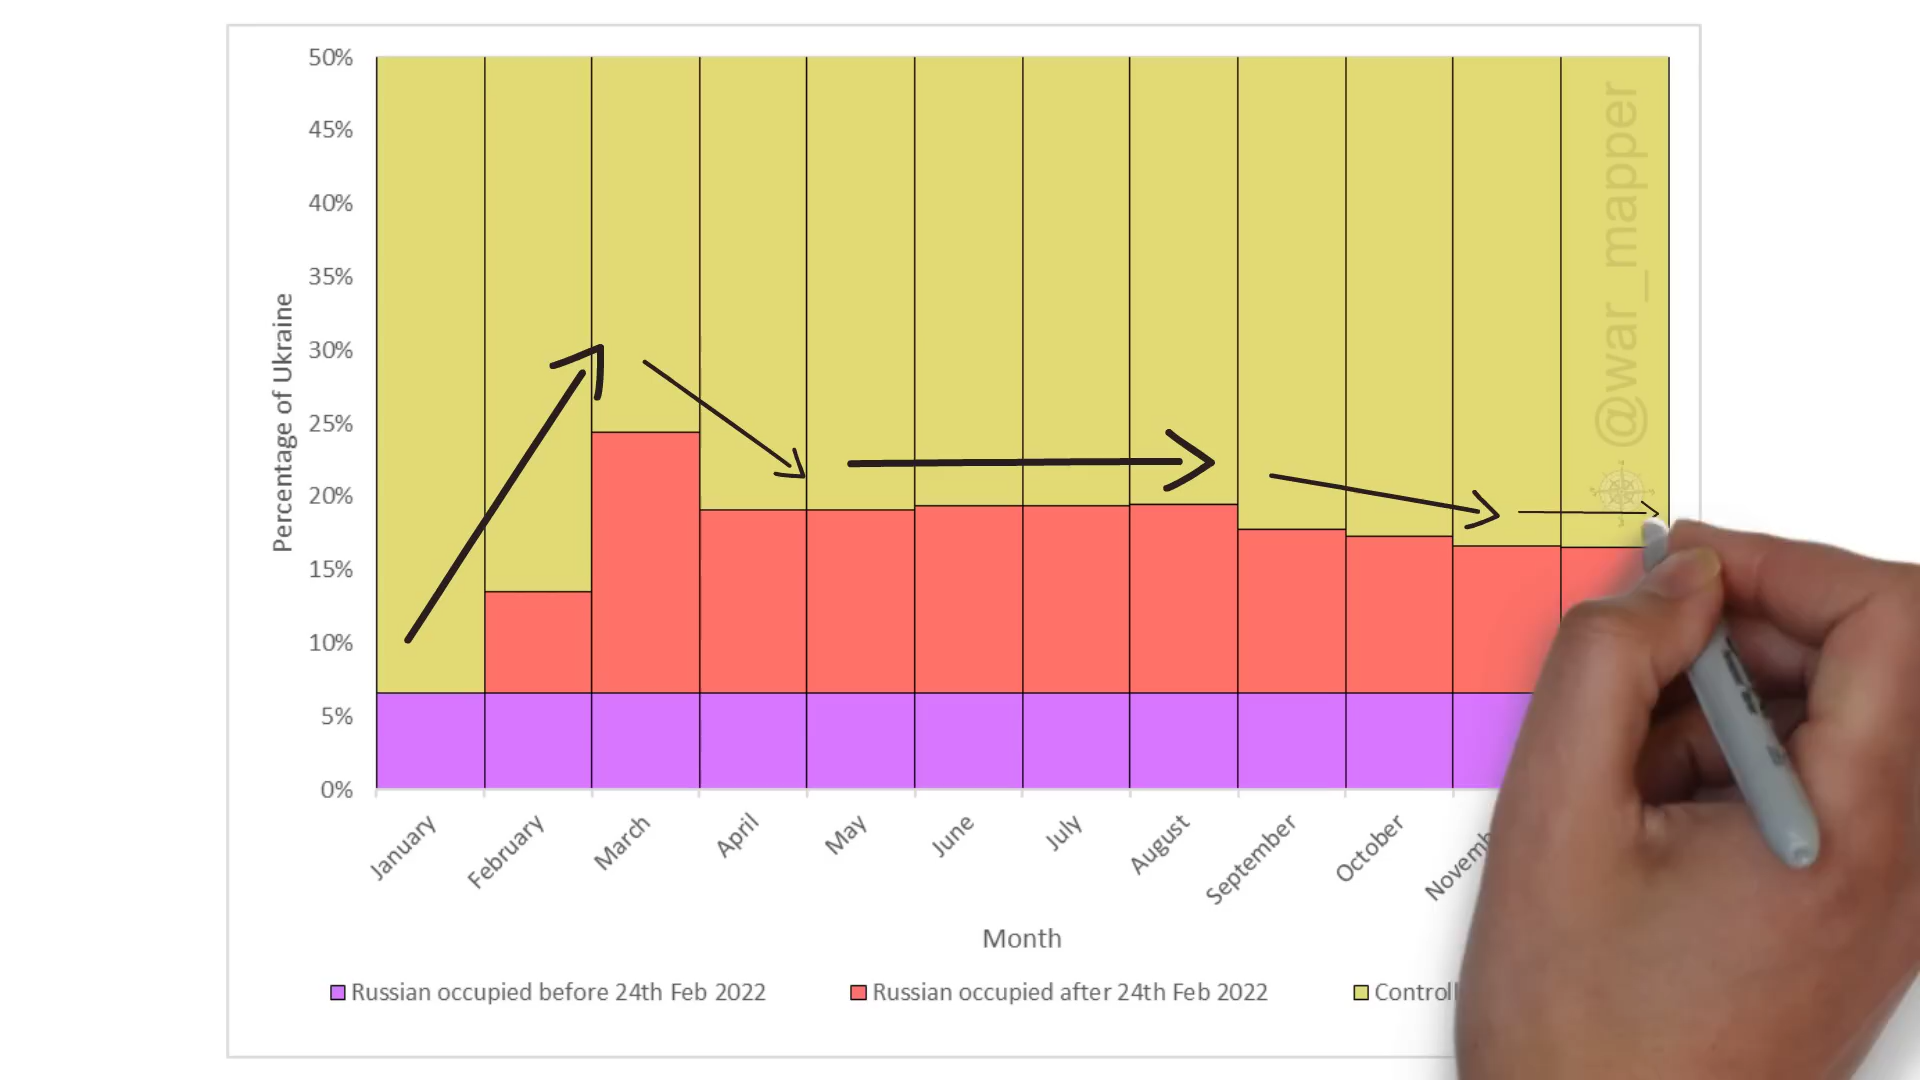 50%
45%
40%
35%
30%
25%
20%
15%
10%
5%
0%
Percentage of Ukraine
@war_mapper
January
February
March
April
May
June
July
August
September
October
Novemb
Month
Russian occupied before 24th Feb 2022
Russian occupied after 24th Feb 2022
Controll